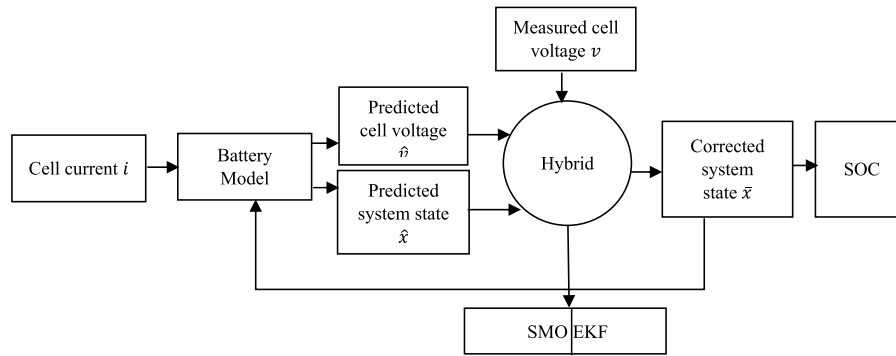 Measured cell
voltage v
Predicted
cell voltage
n̂
Cell current i
Battery
Model
Predicted
system state
x̂
Hybrid
Corrected
system
state x̄
SOC
SMO EKF